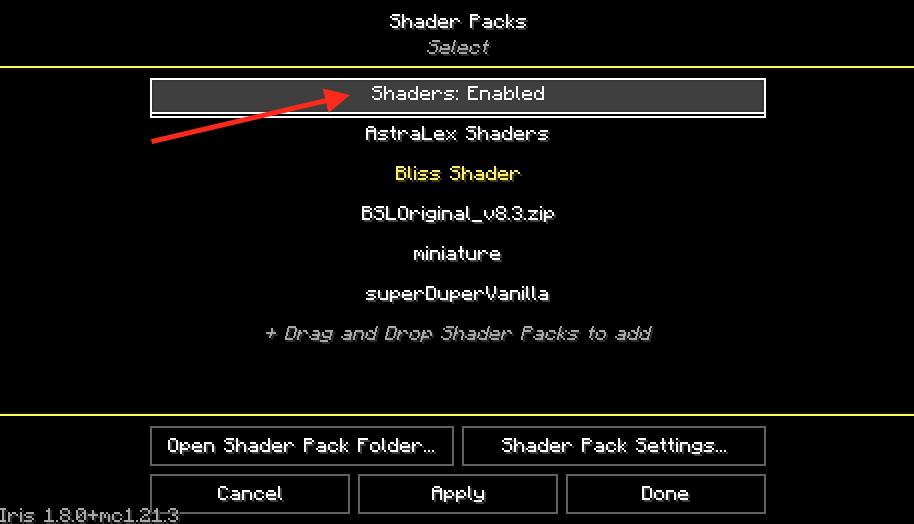 Shader Packs
Select
Shaders: Enabled
AstraLex Shaders
Bliss Shader
BSLOriginal_v8.3.zip
miniature
superDuperVanilla
+ Drag and Drop Shader Packs to add
Open Shader Pack Folder... Shader Pack Settings...
Cancel Apply Done
Iris 1.8.0+mc1.21.3